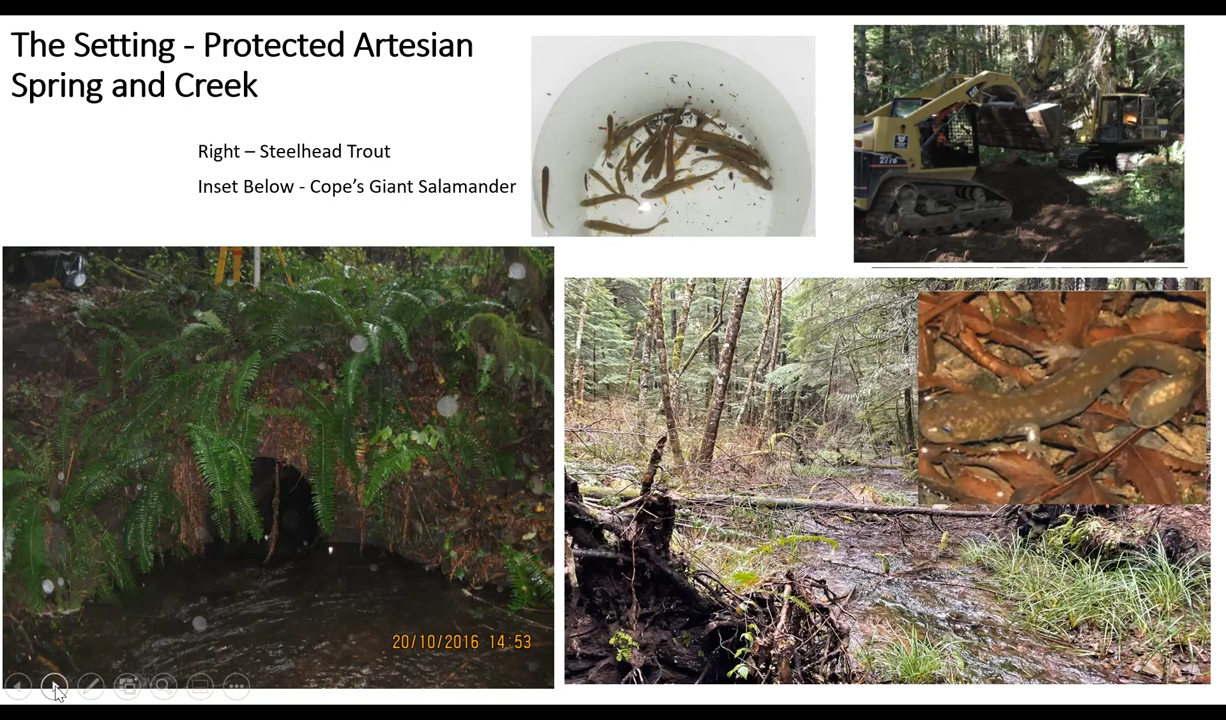 The Setting - Protected Artesian
Spring and Creek
Right – Steelhead Trout
Inset Below - Cope's Giant Salamander
277B
20/10/2016 14:53